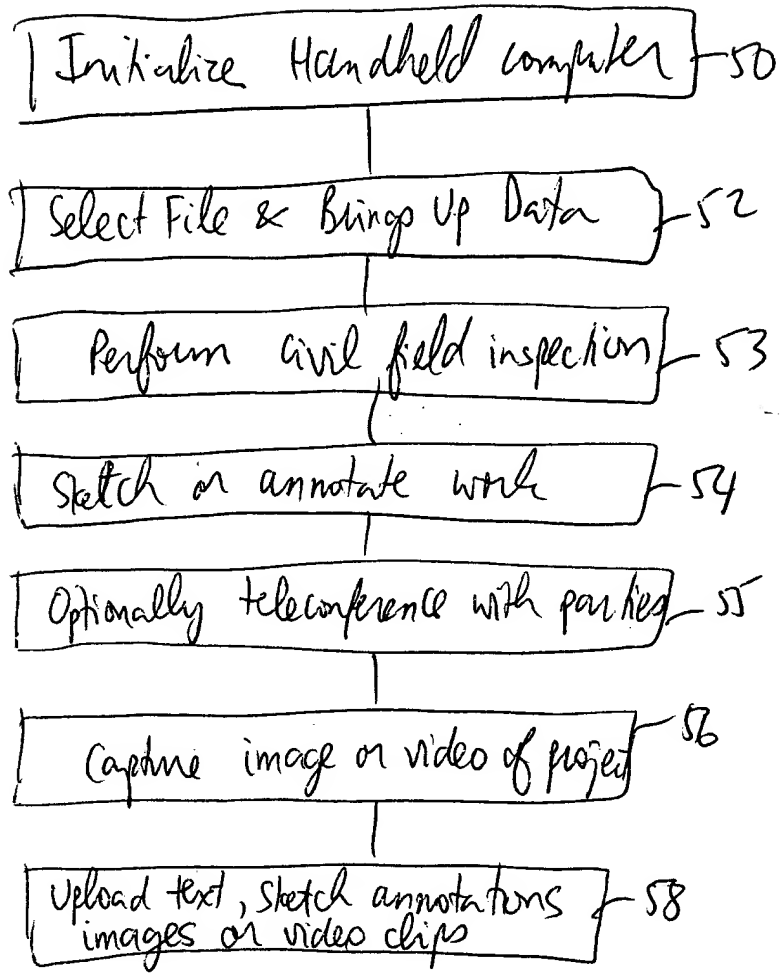 Initialize Handheld computer 50
Select File & Brings Up Data 52
Perform civil field inspection 53
Sketch or annotate work 54
Optionally teleconference with parties 55
Capture image or video of project 56
Upload text, sketch annotations 58
images or video clips